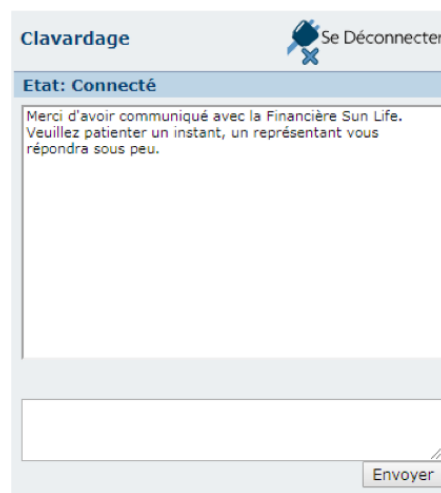 Clavardage
Se Déconnecter
Etat: Connecté
Merci d'avoir communiqué avec la Financière Sun Life.
Veuillez patienter un instant, un représentant vous
répondra sous peu.
Envoyer